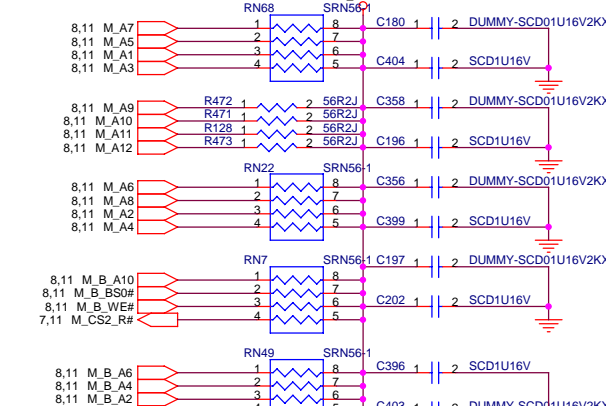 RN68 SRN56-1
8,11 M_A7 1 8 C180 1 2 DUMMY-SCD01U16V2KX
8,11 M_A5 2 7
8,11 M_A1 3 6
8,11 M_A3 4 5 C404 1 2 SCD1U16V
8,11 M_A9 R472 1 2 56R2J C358 1 2 DUMMY-SCD01U16V2KX
8,11 M_A10 R471 1 2 56R2J
8,11 M_A11 R128 1 2 56R2J
8,11 M_A12 R473 1 2 56R2J C196 1 2 SCD1U16V
RN22 SRN56-1
8,11 M_A6 1 8 C356 1 2 DUMMY-SCD01U16V2KX
8,11 M_A8 2 7
8,11 M_A2 3 6
8,11 M_A4 4 5 C399 1 2 SCD1U16V
RN7 SRN56-1 C197 1 2 DUMMY-SCD01U16V2KX
8,11 M_B_A10 1 8
8,11 M_B_BS0# 2 7
8,11 M_B_WE# 3 6 C202 1 2 SCD1U16V
7,11 M_CS2_R# 4 5
RN49 SRN56-1
8,11 M_B_A6 1 8 C396 1 2 SCD1U16V
8,11 M_B_A4 2 7
8,11 M_B_A2 3 6
4 5 C403 1 2 DUMMY-SCD01U16V2KX